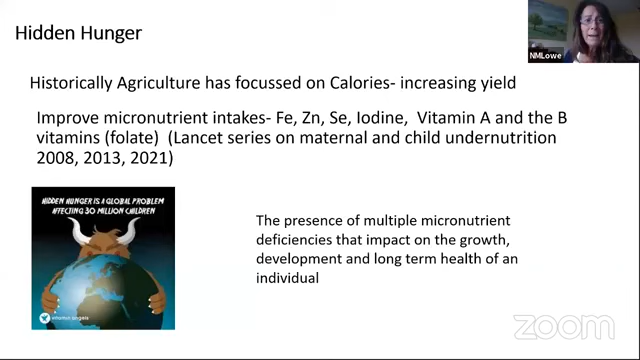 Hidden Hunger
NMLowe
Historically Agriculture has focussed on Calories- increasing yield
Improve micronutrient intakes- Fe, Zn, Se, Iodine, Vitamin A and the B
vitamins (folate) (Lancet series on maternal and child undernutrition
2008, 2013, 2021)
HIDDEN HUNGER IS A GLOBAL PROBLEM
AFFECTING 30 MILLION CHILDREN
The presence of multiple micronutrient
deficiencies that impact on the growth,
development and long term health of an
individual
vitamin angels
zoom